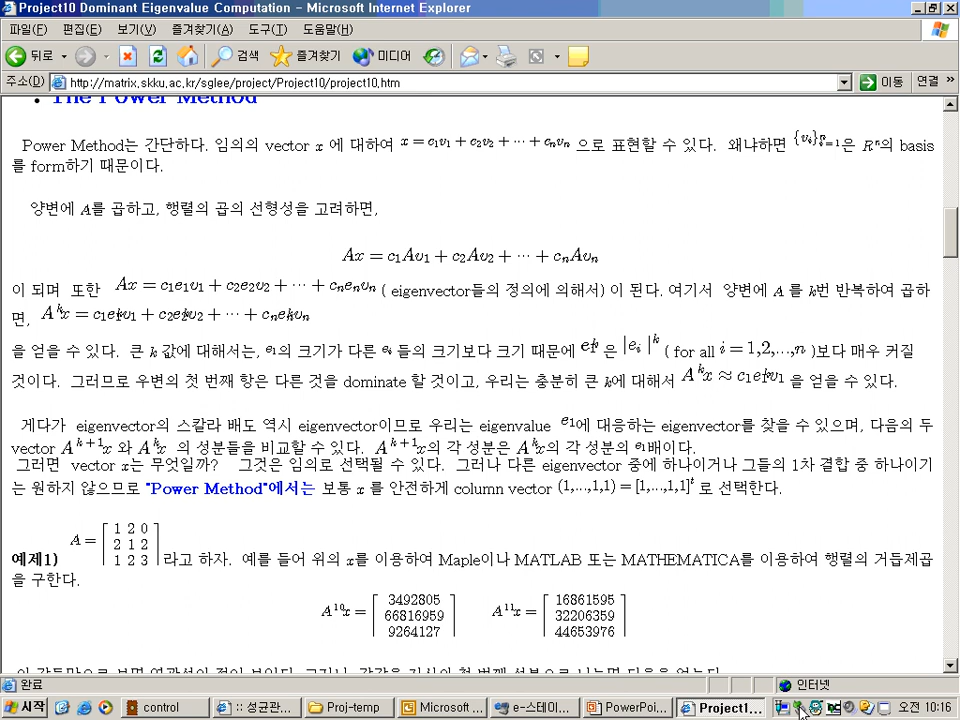 Project10 Dominant Eigenvalue Computation - Microsoft Internet Explorer
파일(F) 편집(E) 보기(V) 즐겨찾기(A) 도구(T) 도움말(H)
뒤로 검색 즐겨찾기 미디어
주소(D) http://matrix.skku.ac.kr/sglee/project/Project10/project10.htm 이동 연결 »
: The Power Method
Power Method는 간단하다. 임의의 vector x 에 대하여 x = c₁v₁ + c₂v₂ + ⋯ + cₙvₙ 으로 표현할 수 있다. 왜냐하면 {vᵢ}ⁿᵢ₌₁은 Rⁿ의 basis
를 form하기 때문이다.
양변에 A를 곱하고, 행렬의 곱의 선형성을 고려하면,
Ax = c₁Av₁ + c₂Av₂ + ⋯ + cₙAvₙ
이 되며 또한 Ax = c₁e₁v₁ + c₂e₂v₂ + ⋯ + cₙeₙvₙ ( eigenvector들의 정의에 의해서) 이 된다. 여기서 양변에 A 를 k번 반복하여 곱하
면, Aᵏx = c₁e₁ᵏv₁ + c₂e₂ᵏv₂ + ⋯ + cₙeₙᵏvₙ
을 얻을 수 있다. 큰 k 값에 대해서는, e₁의 크기가 다른 eᵢ 들의 크기보다 크기 때문에 e₁ᵏ 은 |eᵢ|ᵏ ( for all i = 1,2,...,n )보다 매우 커질
것이다. 그러므로 우변의 첫 번째 항은 다른 것을 dominate 할 것이고, 우리는 충분히 큰 k에 대해서 Aᵏx ≈ c₁e₁ᵏv₁ 을 얻을 수 있다.
게다가 eigenvector의 스칼라 배도 역시 eigenvector이므로 우리는 eigenvalue e₁에 대응하는 eigenvector를 찾을 수 있으며, 다음의 두
vector Aᵏ⁺¹x 와 Aᵏx 의 성분들을 비교할 수 있다. Aᵏ⁺¹x의 각 성분은 Aᵏx의 각 성분의 e₁배이다.
그러면 vector x는 무엇일까? 그것은 임의로 선택될 수 있다. 그러나 다른 eigenvector 중에 하나이거나 그들의 1차 결합 중 하나이기
는 원하지 않으므로 "Power Method"에서는 보통 x 를 안전하게 column vector (1,...,1,1) = [1,...,1,1]ᵗ 로 선택한다.
예제1) A = [1 2 0
2 1 2
1 2 3] 라고 하자. 예를 들어 위의 x를 이용하여 Maple이나 MATLAB 또는 MATHEMATICA를 이용하여 행렬의 거듭제곱
을 구한다.
A¹⁰x = [3492805 A¹¹x = [16861595
66816959 32206359
9264127] 44653976]
완료 인터넷
시작 control :: 성균관... Proj-temp Microsoft ... e-스테이... PowerPoi... Project1... 오전 10:16